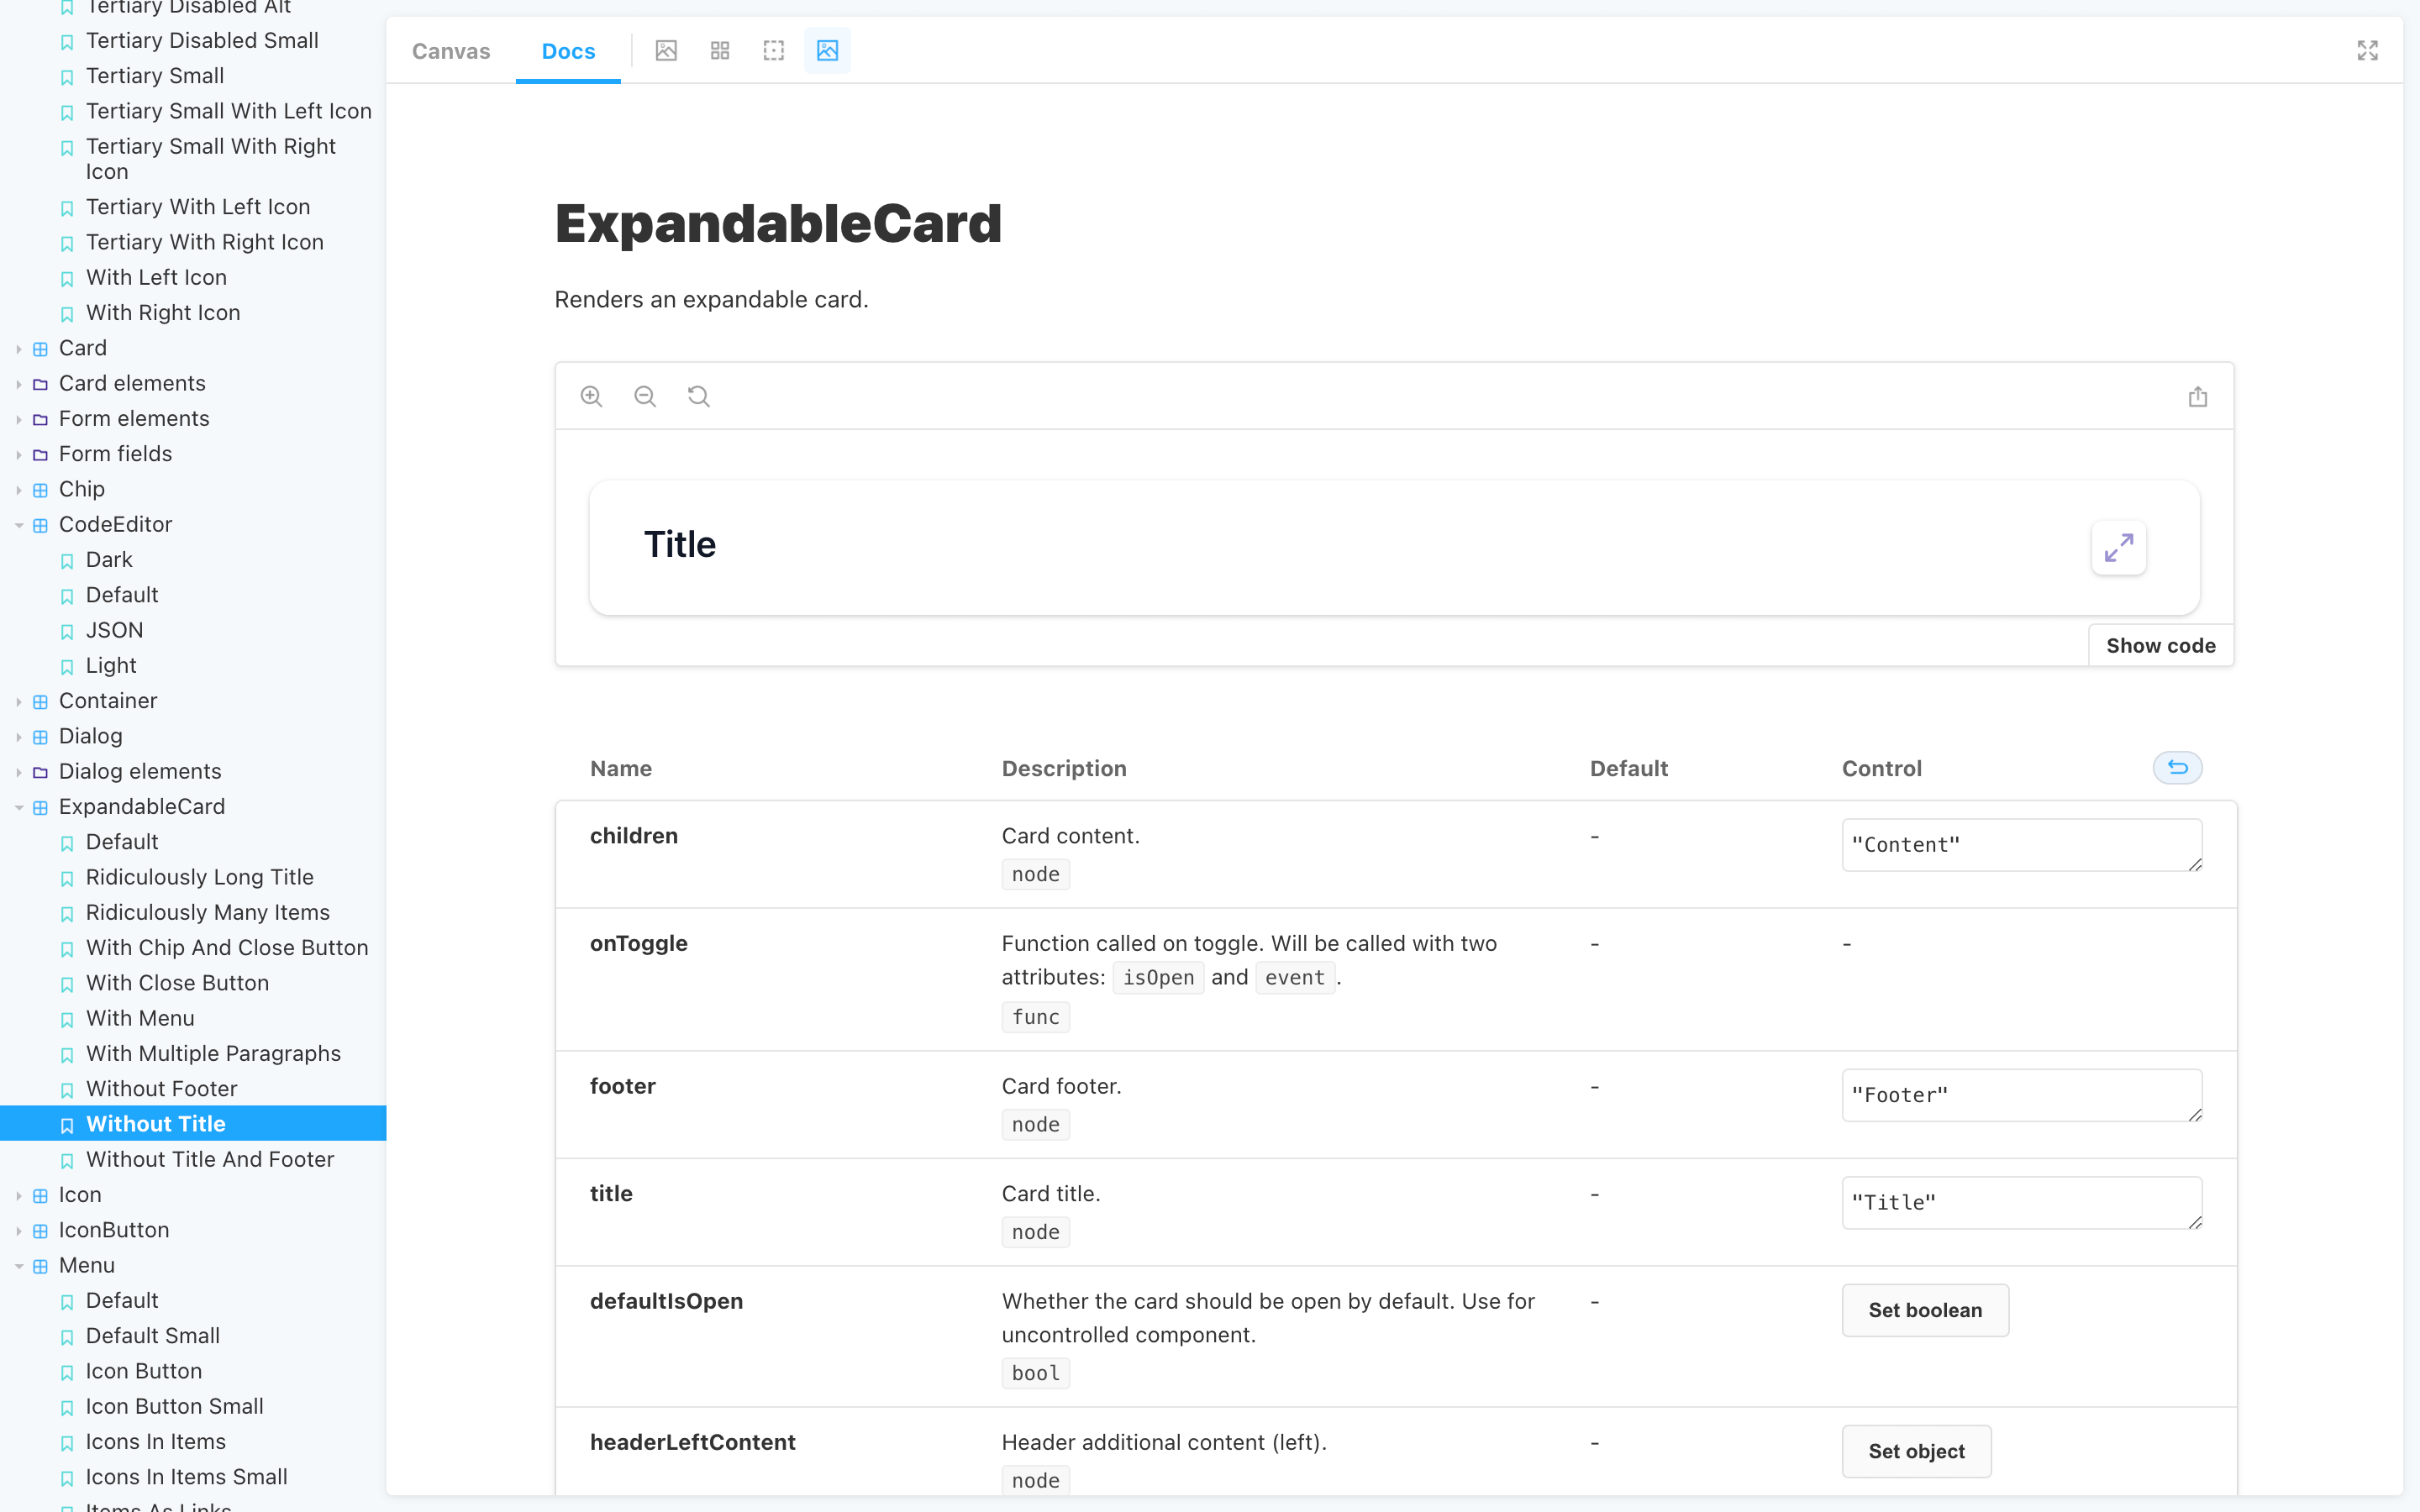 Tertiary Disabled Alt
Tertiary Disabled Small
Tertiary Small
Tertiary Small With Left Icon
Tertiary Small With Right
Icon
Tertiary With Left Icon
Tertiary With Right Icon
With Left Icon
With Right Icon
Card
Card elements
Form elements
Form fields
Chip
CodeEditor
Dark
Default
JSON
Light
Container
Dialog
Dialog elements
ExpandableCard
Default
Ridiculously Long Title
Ridiculously Many Items
With Chip And Close Button
With Close Button
With Menu
With Multiple Paragraphs
Without Footer
Without Title
Without Title And Footer
Icon
IconButton
Menu
Default
Default Small
Icon Button
Icon Button Small
Icons In Items
Icons In Items Small
Items As Links
Canvas Docs
ExpandableCard
Renders an expandable card.
Title
Show code
Name Description Default Control
children Card content. - "Content"
node
onToggle Function called on toggle. Will be called with two - -
attributes: isOpen and event.
func
footer Card footer. - "Footer"
node
title Card title. - "Title"
node
defaultIsOpen Whether the card should be open by default. Use for - Set boolean
uncontrolled component.
bool
headerLeftContent Header additional content (left). - Set object
node